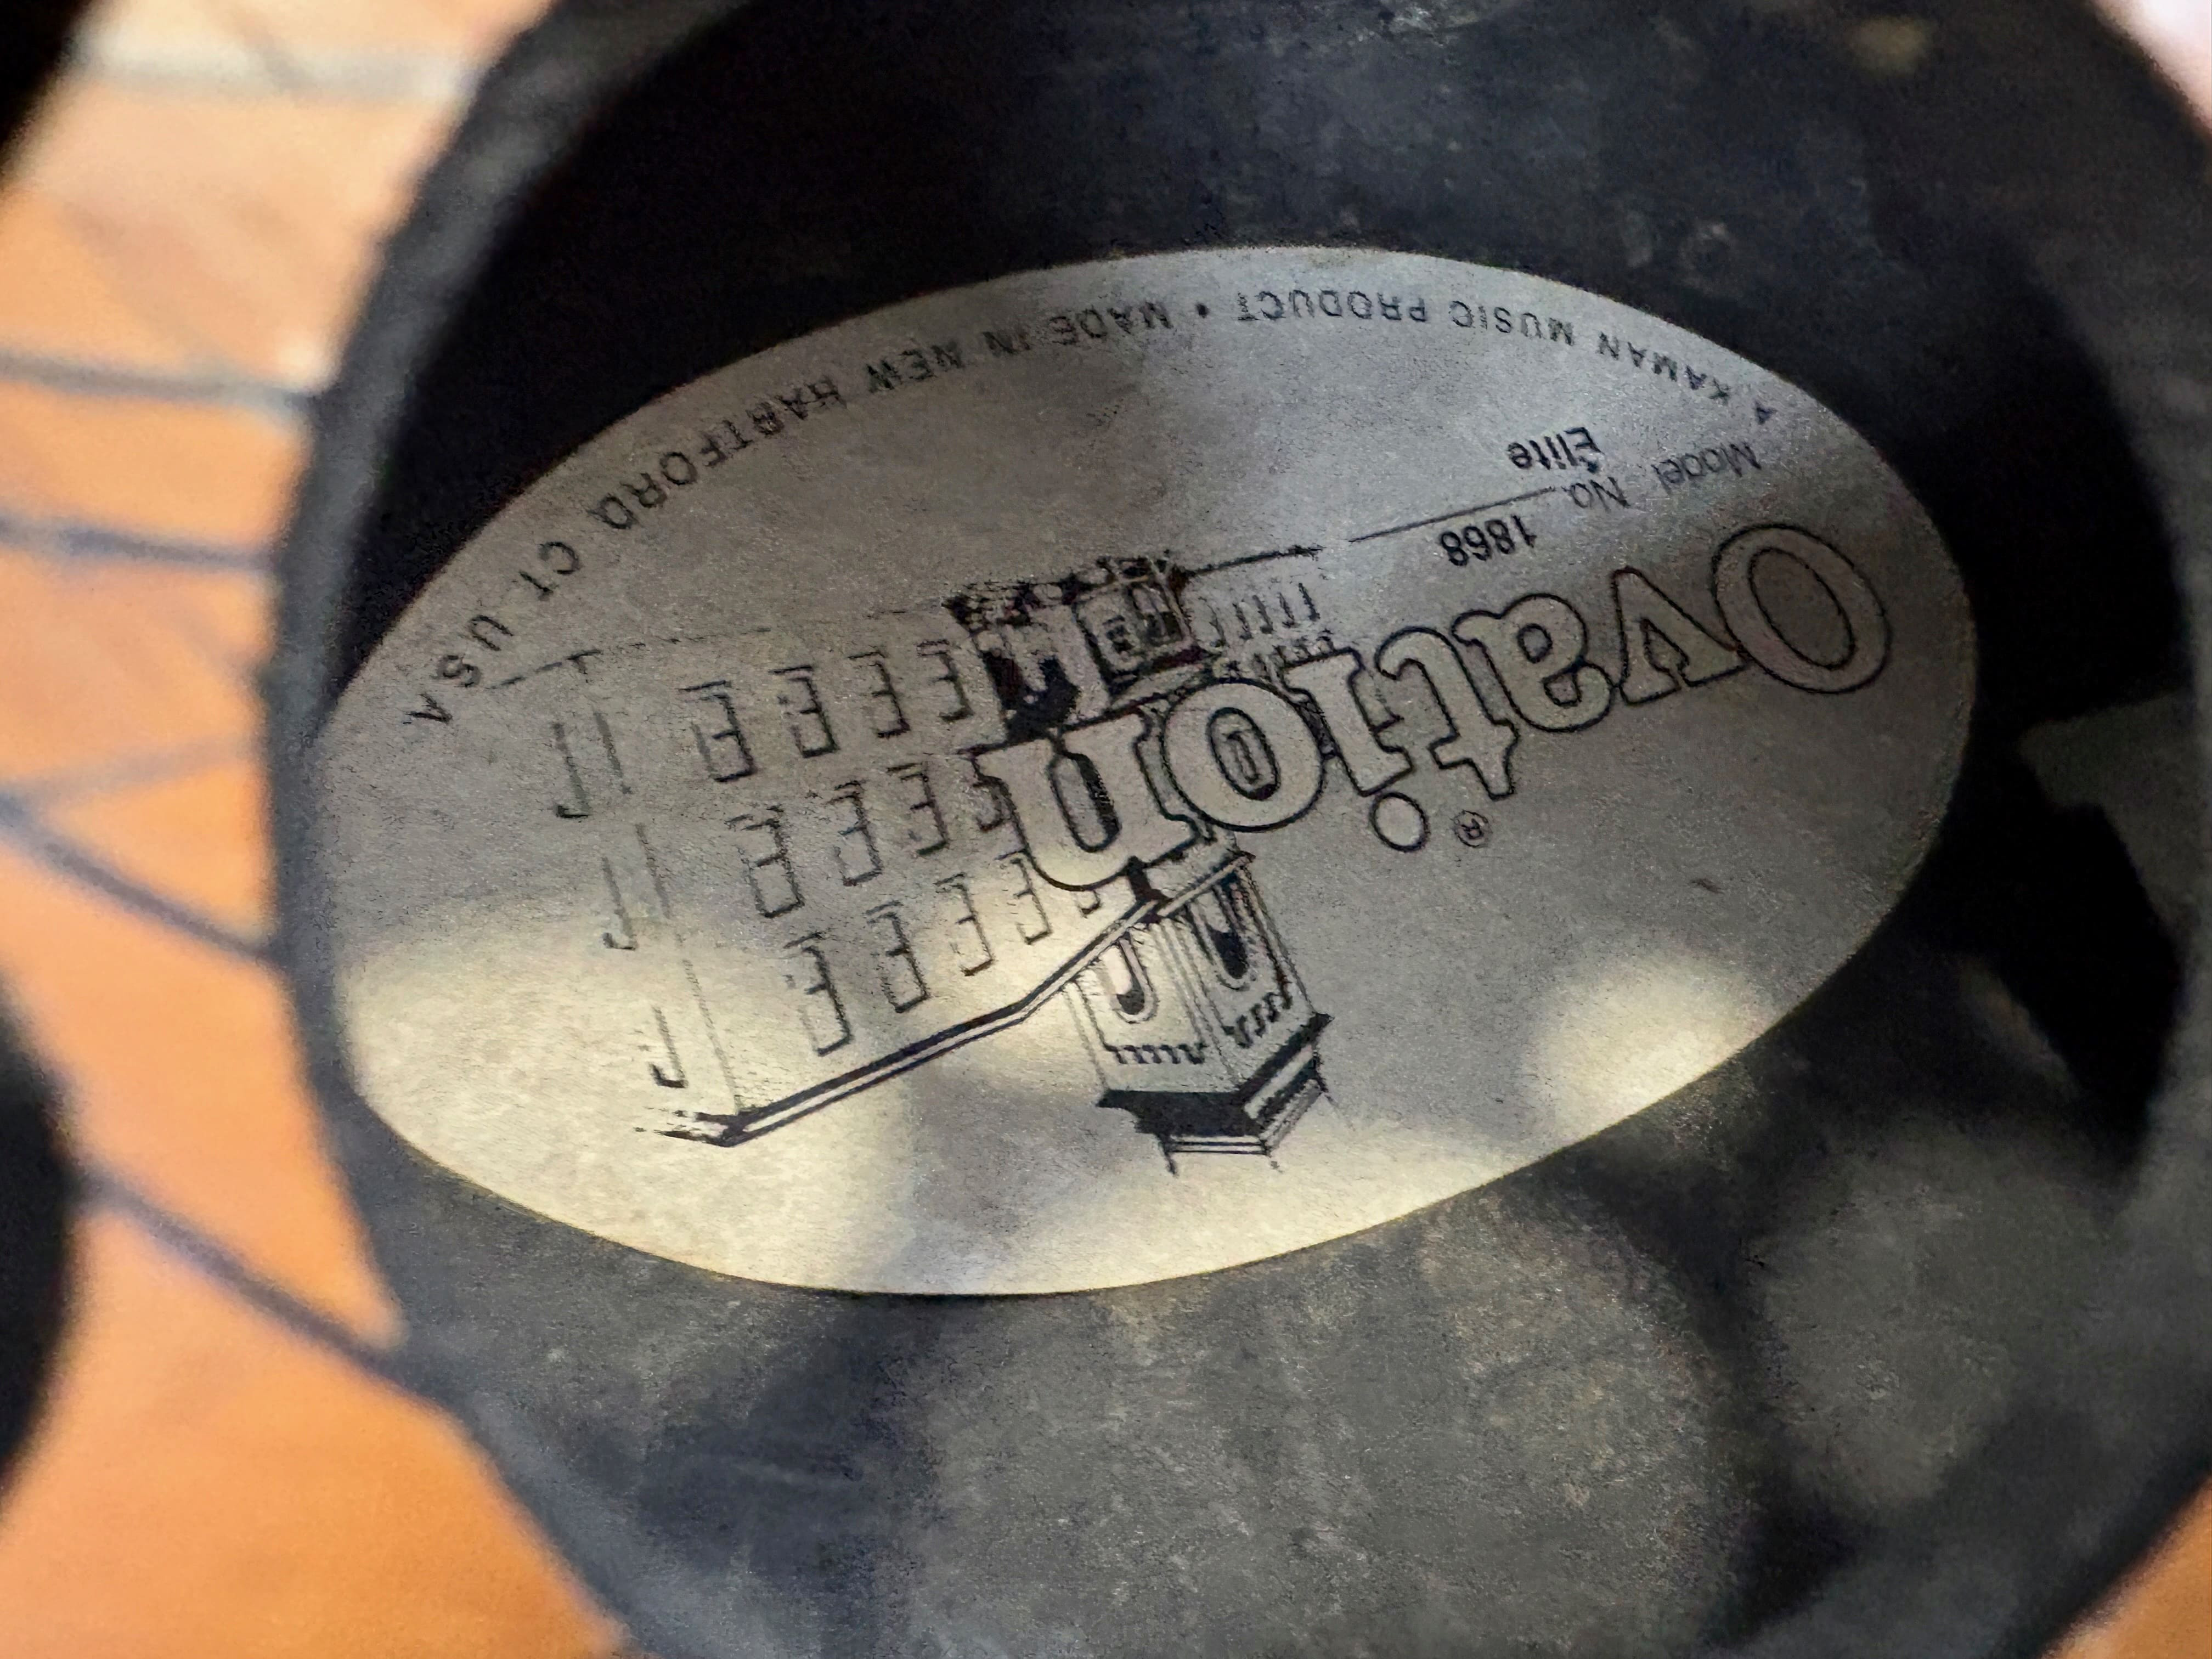 Ovation®
1868
Model No.
Elite
A KAMAN MUSIC PRODUCT • MADE IN NEW HARTFORD CT. USA